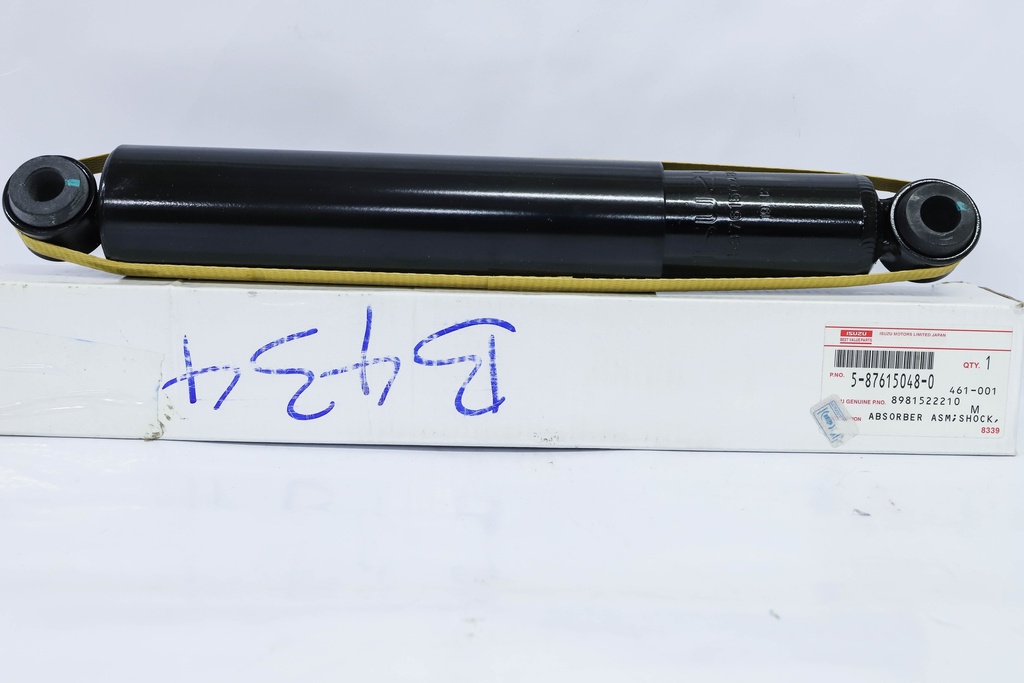 B434
ISUZU
BEST VALUE PARTS
ISUZU MOTORS LIMITED JAPAN
QTY. 1
P.NO. 5-87615048-0
461-001
GENUINE P.NO. 8981522210
M
ABSORBER ASM;SHOCK,
8339